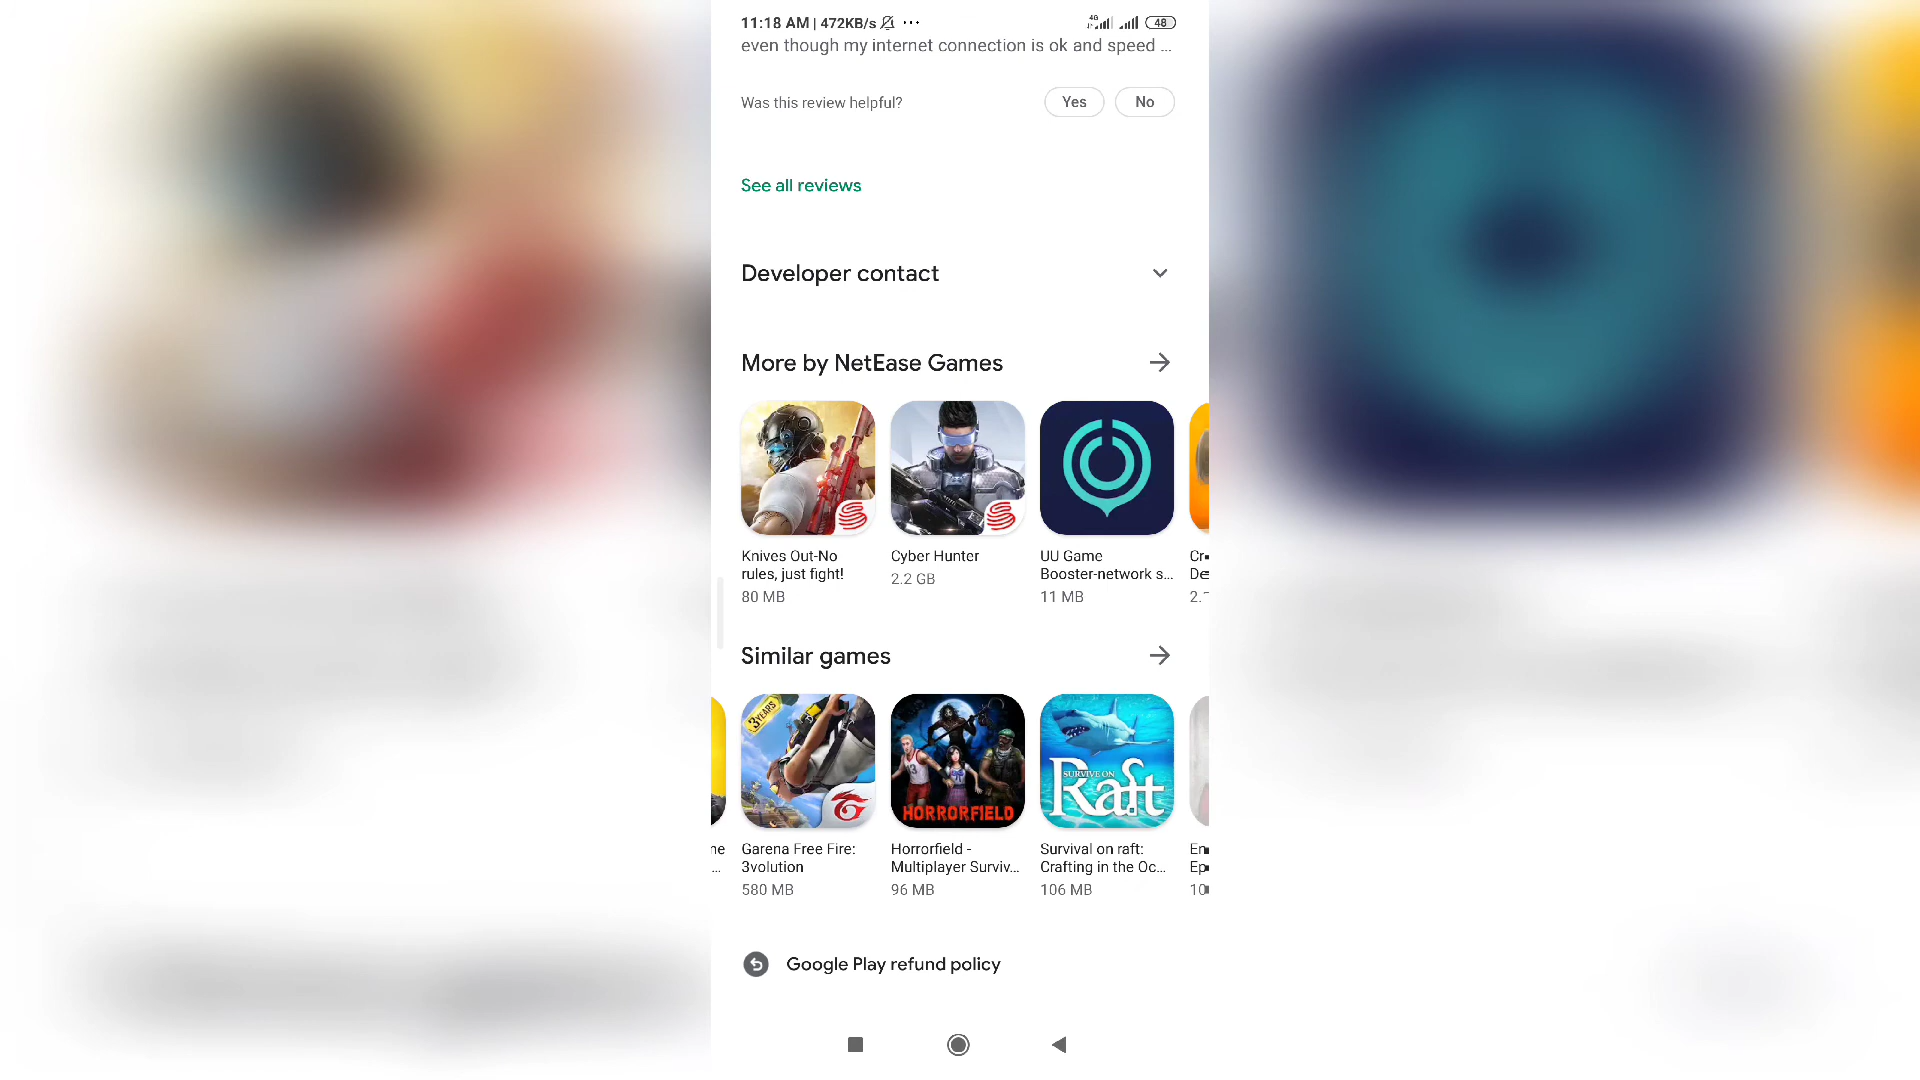 11:18 AM | 472KB/s ... 4G 48
even though my internet connection is ok and speed ...
Was this review helpful? Yes No
See all reviews
Developer contact
More by NetEase Games
Knives Out-No
rules, just fight!
80 MB
Cyber Hunter
2.2 GB
UU Game
Booster-network s...
11 MB
Similar games
3 YEARS
HORRORFIELD
SURVIVE ON
Raft
Garena Free Fire:
3volution
580 MB
Horrorfield -
Multiplayer Surviv...
96 MB
Survival on raft:
Crafting in the Oc...
106 MB
Google Play refund policy